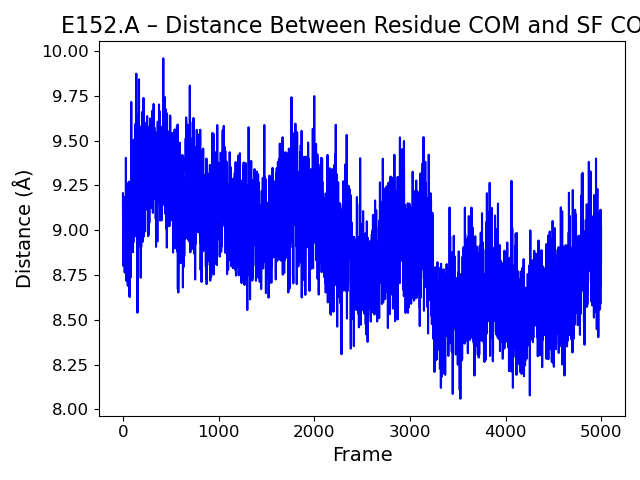 E152.A – Distance Between Residue COM and SF CO
10.00
9.75
9.50
9.25
9.00
8.75
8.50
8.25
8.00
Distance (Å)
0 1000 2000 3000 4000 5000
Frame